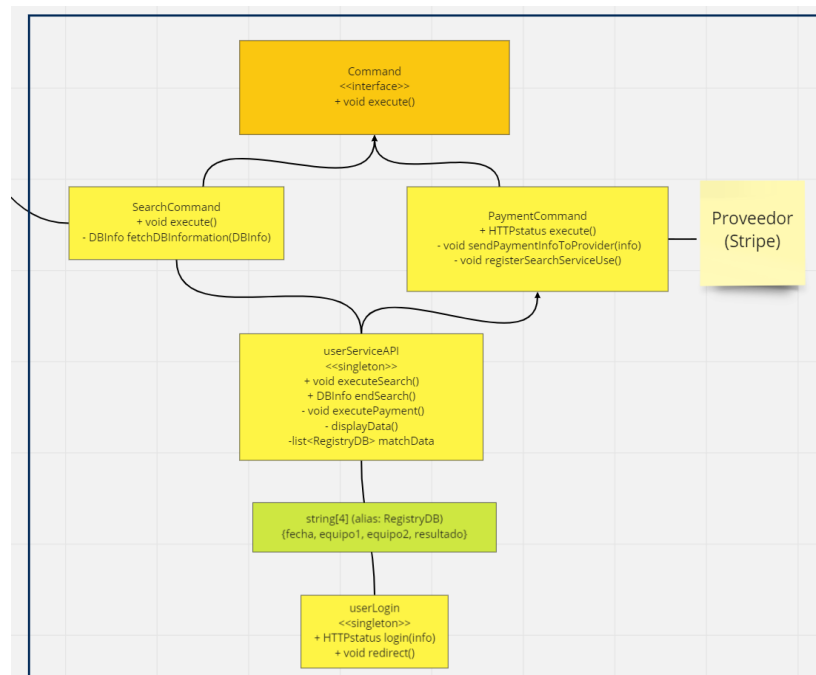 Command
<<interface>>
+ void execute()
SearchCommand
+ void execute()
- DBInfo fetchDBInformation(DBInfo)
PaymentCommand
+ HTTPstatus execute()
- void sendPaymentInfoToProvider(info)
- void registerSearchServiceUse()
Proveedor
(Stripe)
userServiceAPI
<<singleton>>
+ void executeSearch()
+ DBInfo endSearch()
- void executePayment()
- displayData()
-list<RegistryDB> matchData
string[4] (alias: RegistryDB)
{fecha, equipo1, equipo2, resultado}
userLogin
<<singleton>>
+ HTTPstatus login(info)
+ void redirect()